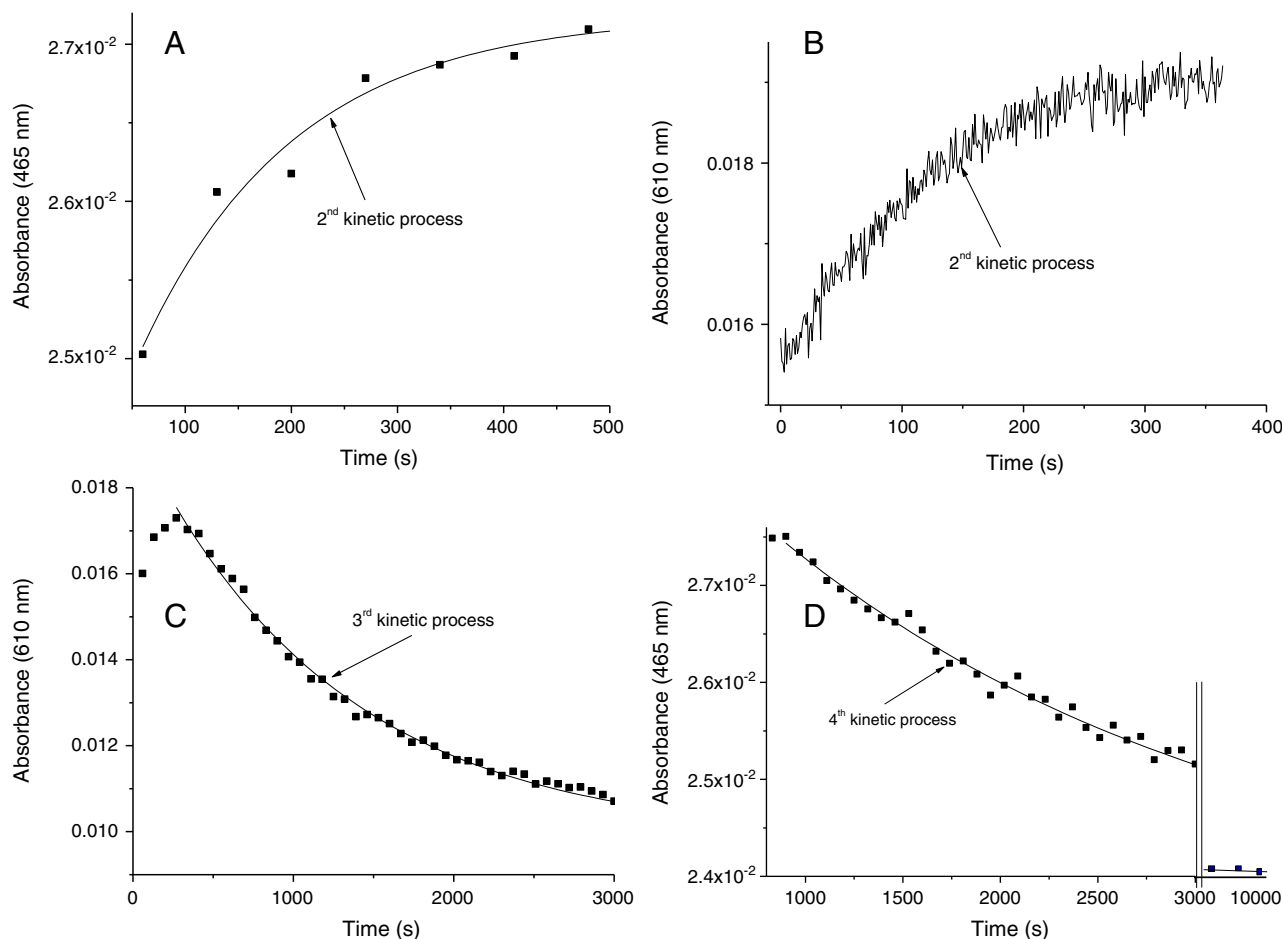 A
Absorbance (465 nm)
2.7x10⁻²
2.6x10⁻²
2.5x10⁻²
2ⁿᵈ kinetic process
100 200 300 400 500
Time (s)
B
Absorbance (610 nm)
0.018
0.016
2ⁿᵈ kinetic process
0 100 200 300 400
Time (s)
C
Absorbance (610 nm)
0.018
0.016
0.014
0.012
0.010
3ʳᵈ kinetic process
0 1000 2000 3000
Time (s)
D
Absorbance (465 nm)
2.7x10⁻²
2.6x10⁻²
2.5x10⁻²
2.4x10⁻²
4ᵗʰ kinetic process
1000 1500 2000 2500 3000 10000
Time (s)